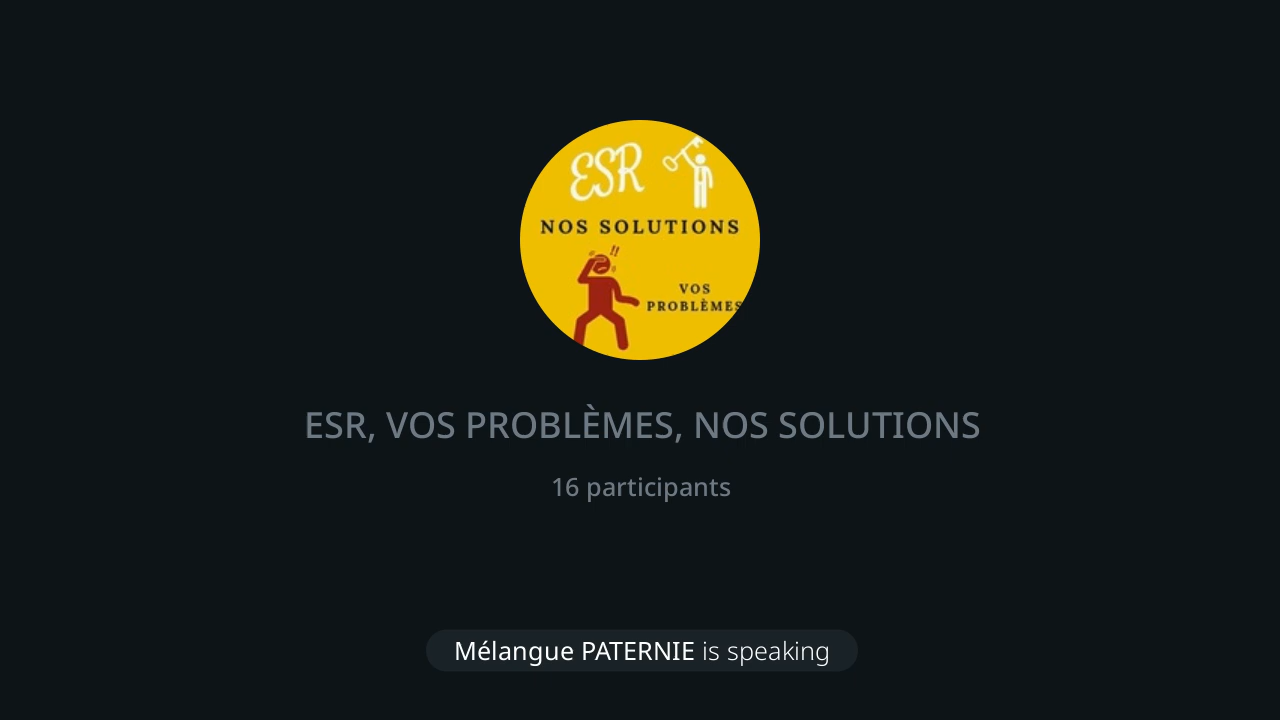 ESR
NOS SOLUTIONS
!!
VOS
PROBLÈMES
ESR, VOS PROBLÈMES, NOS SOLUTIONS
16 participants
Mélangue PATERNIE is speaking